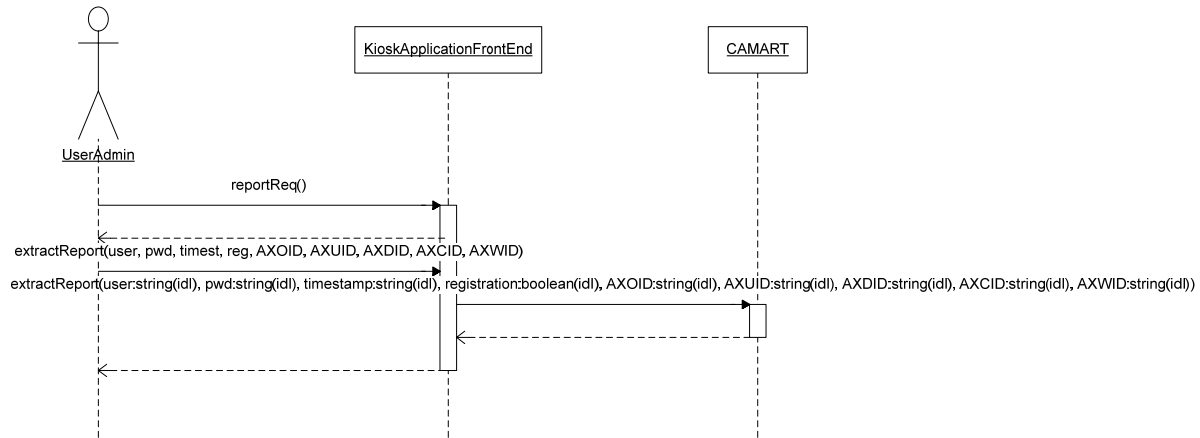 KioskApplicationFrontEnd
CAMART
UserAdmin
reportReq()
extractReport(user, pwd, timest, reg, AXOID, AXUID, AXDID, AXCID, AXWID)
extractReport(user:string(idl), pwd:string(idl), timestamp:string(idl), registration:boolean(idl), AXOID:string(idl), AXUID:string(idl), AXDID:string(idl), AXCID:string(idl), AXWID:string(idl))